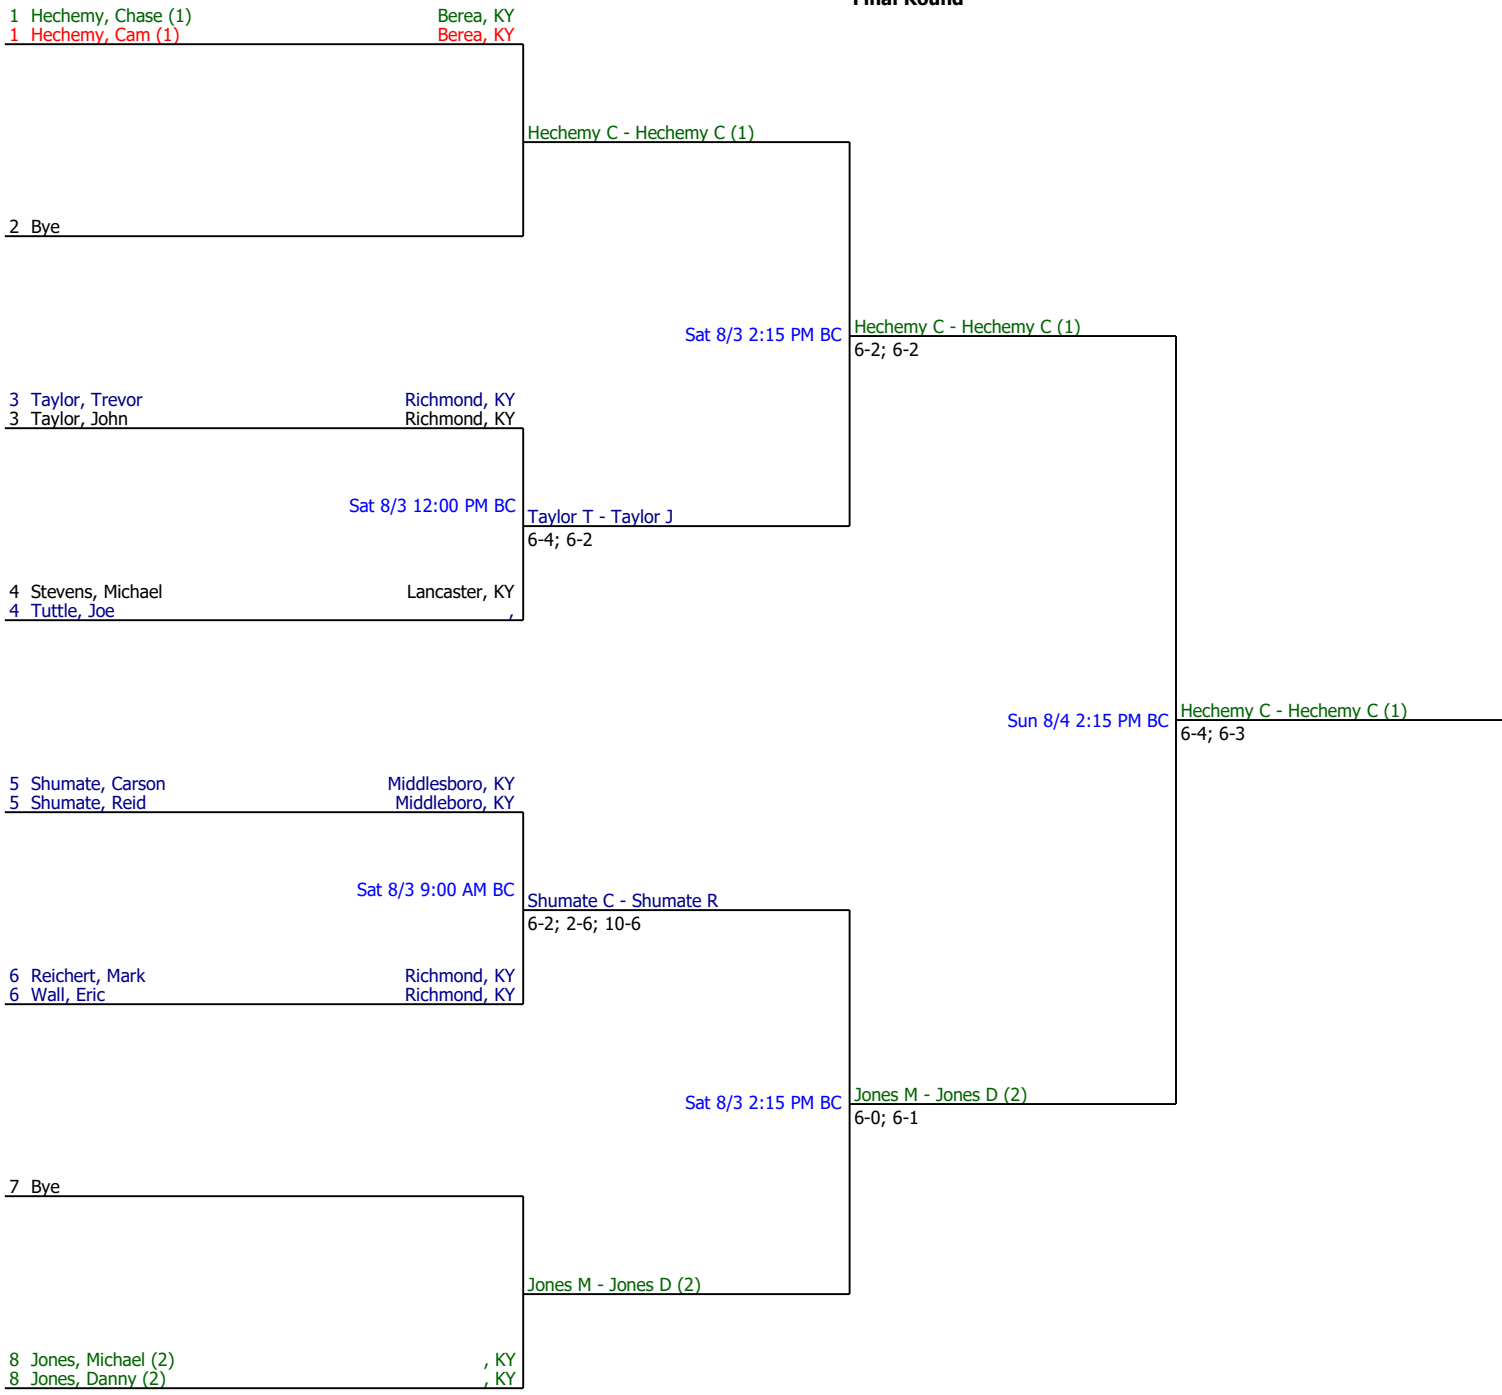 Final Round
1 Hechemy, Chase (1) Berea, KY
1 Hechemy, Cam (1) Berea, KY
Hechemy C - Hechemy C (1)
2 Bye
Sat 8/3 2:15 PM BC Hechemy C - Hechemy C (1)
6-2; 6-2
3 Taylor, Trevor Richmond, KY
3 Taylor, John Richmond, KY
Sat 8/3 12:00 PM BC
Taylor T - Taylor J
6-4; 6-2
4 Stevens, Michael Lancaster, KY
4 Tuttle, Joe ,
Sun 8/4 2:15 PM BC Hechemy C - Hechemy C (1)
6-4; 6-3
5 Shumate, Carson Middlesboro, KY
5 Shumate, Reid Middleboro, KY
Sat 8/3 9:00 AM BC
Shumate C - Shumate R
6-2; 2-6; 10-6
6 Reichert, Mark Richmond, KY
6 Wall, Eric Richmond, KY
Sat 8/3 2:15 PM BC Jones M - Jones D (2)
6-0; 6-1
7 Bye
Jones M - Jones D (2)
8 Jones, Michael (2) , KY
8 Jones, Danny (2) , KY